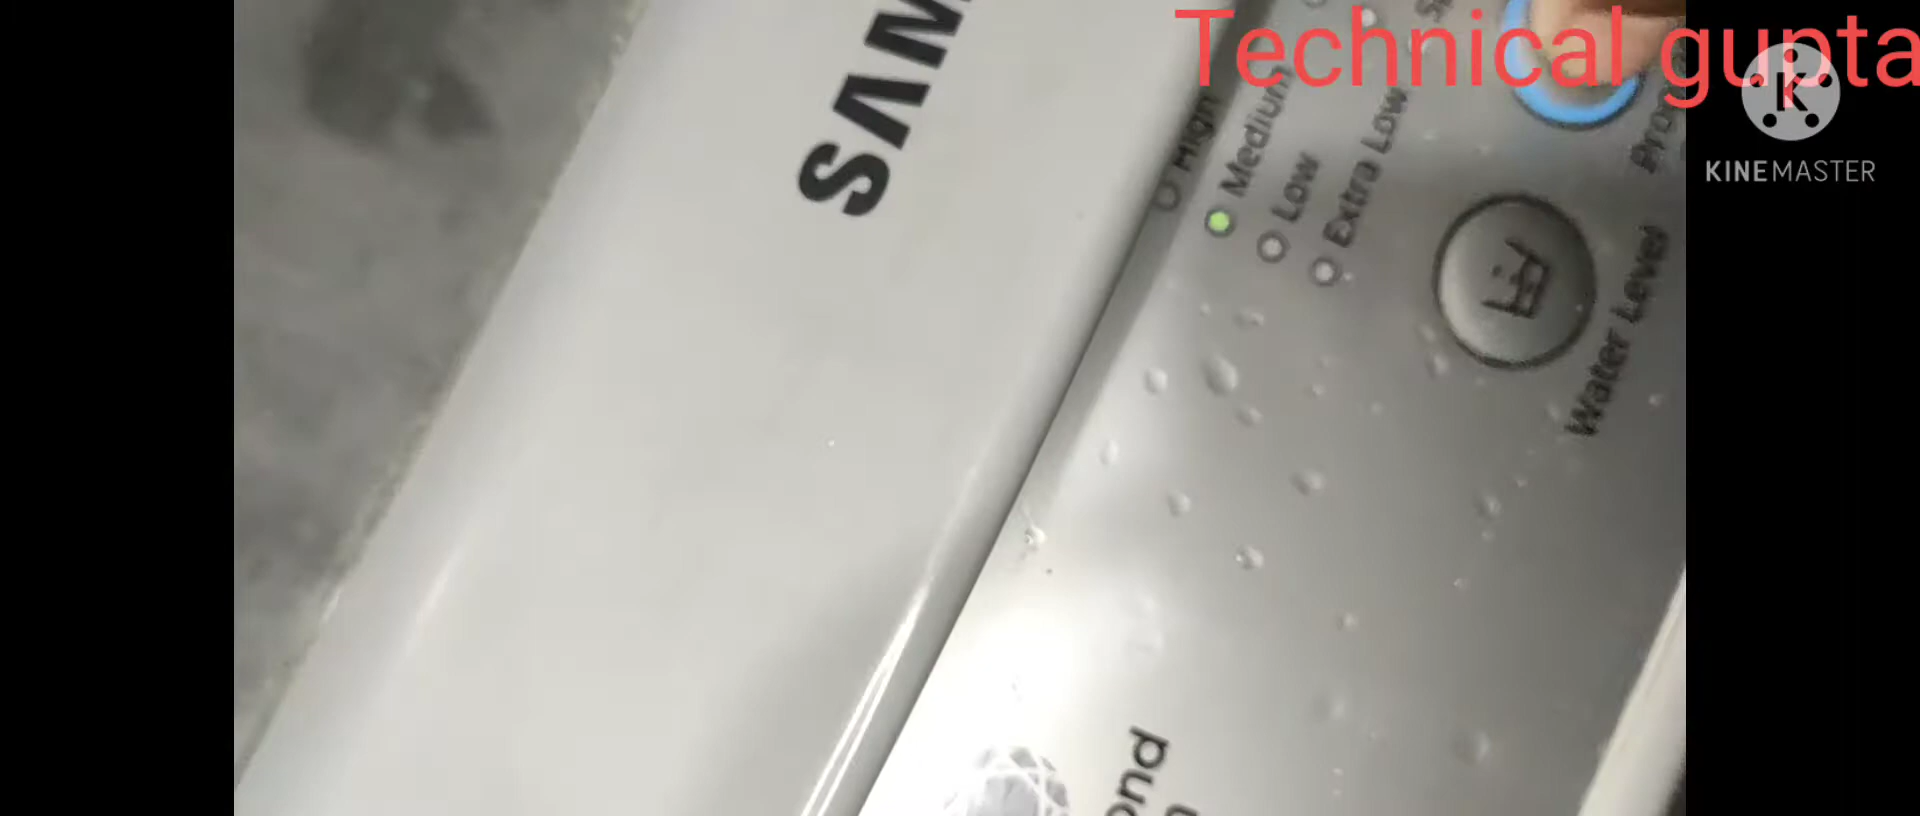 Technical gupta
KINEMASTER
SAM
High
Medium
Low
Extra Low
Water Level
ond